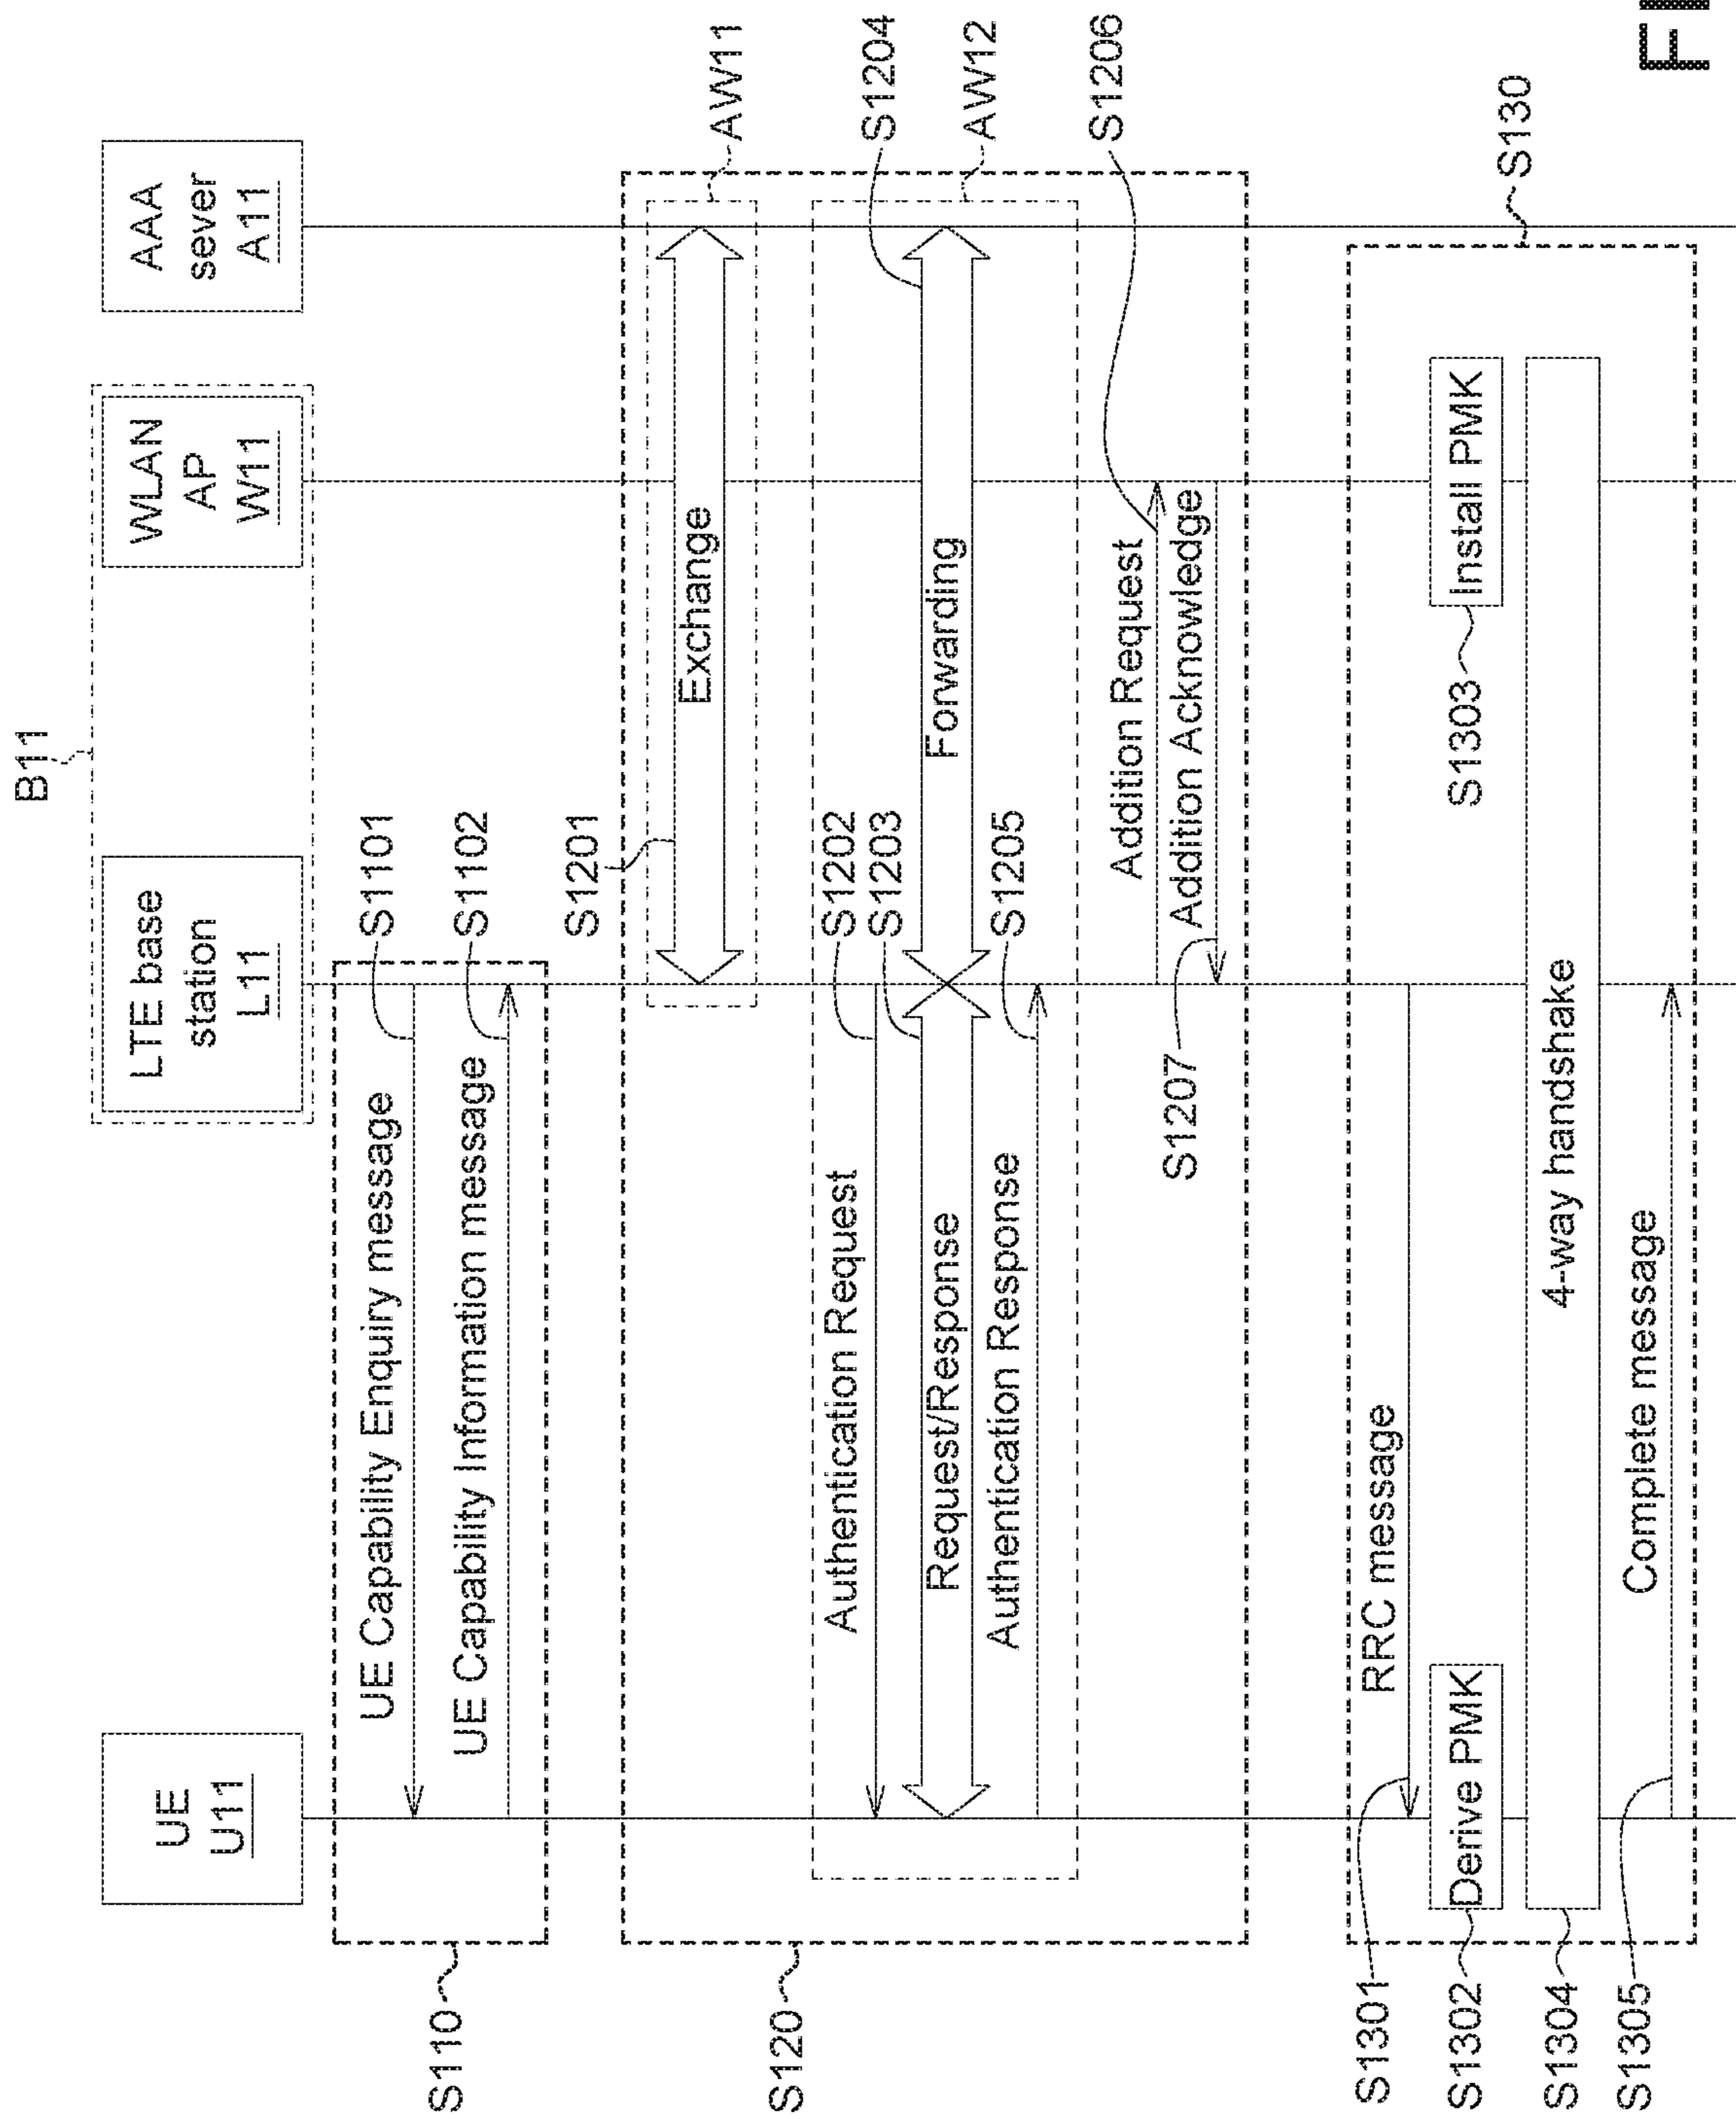 B11
UE
U11
LTE base
station
L11
WLAN
AP
W11
AAA
sever
A11
S110
UE Capability Enquiry message
S1101
UE Capability Information message
S1102
S120
S1201
Exchange
AW11
Authentication Request
S1202
S1203
Request/Response
Forwarding
S1204
AW12
Authentication Response
S1205
Addition Request
S1206
Addition Acknowledge
S1207
S130
S1301
RRC message
S1302
Derive PMK
S1303
Install PMK
S1304
4-way handshake
S1305
Complete message